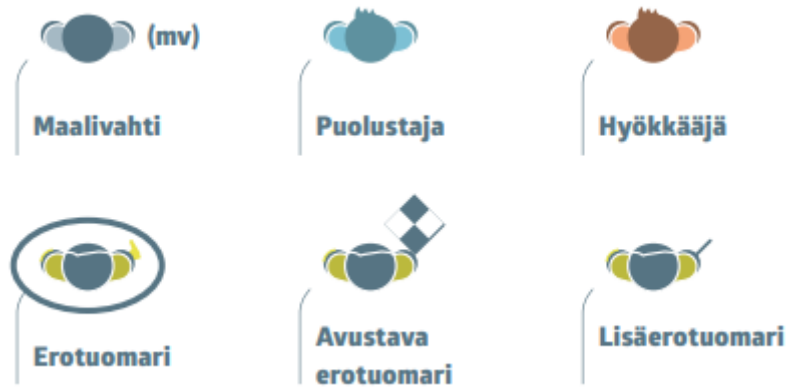 (mv)
Maalivahti
Puolustaja
Hyökkääjä
Erotuomari
Avustava
erotuomari
Lisäerotuomari